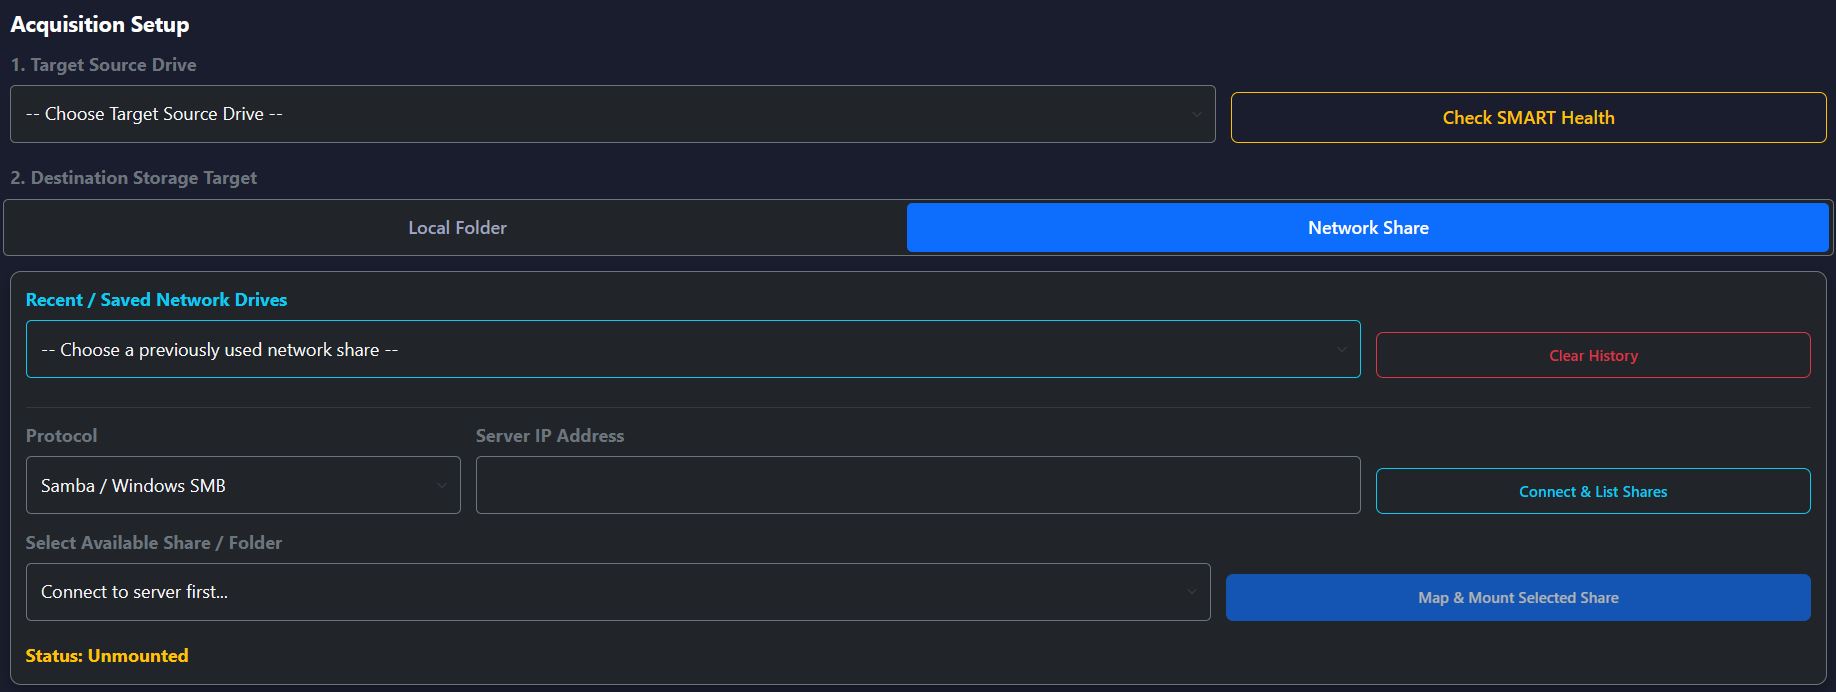 Acquisition Setup
1. Target Source Drive
-- Choose Target Source Drive --
Check SMART Health
2. Destination Storage Target
Local Folder
Network Share
Recent / Saved Network Drives
-- Choose a previously used network share --
Clear History
Protocol
Server IP Address
Samba / Windows SMB
Connect & List Shares
Select Available Share / Folder
Connect to server first...
Map & Mount Selected Share
Status: Unmounted